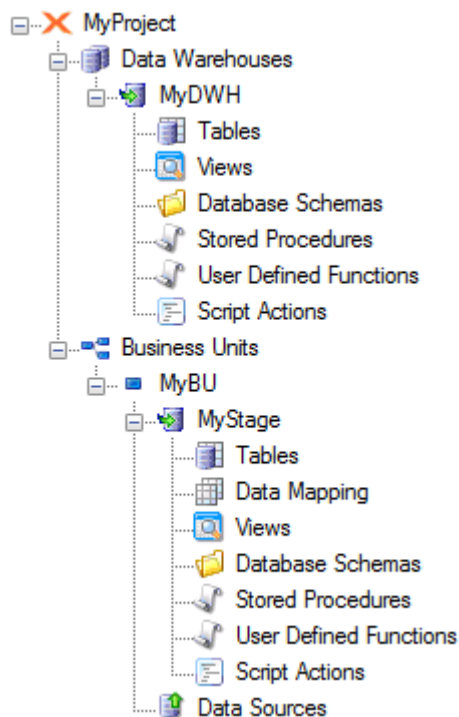 MyProject
Data Warehouses
MyDWH
Tables
Views
Database Schemas
Stored Procedures
User Defined Functions
Script Actions
Business Units
MyBU
MyStage
Tables
Data Mapping
Views
Database Schemas
Stored Procedures
User Defined Functions
Script Actions
Data Sources